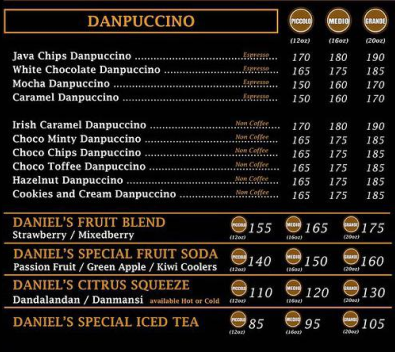 DANPUCCINO PICCOLO MEDIO GRANDE
(12oz) (16oz) (20oz)
Java Chips Danpuccino Espresso 170 180 190
White Chocolate Danpuccino Espresso 165 175 185
Mocha Danpuccino Espresso 150 160 170
Caramel Danpuccino Espresso 150 160 170
Irish Caramel Danpuccino Non Coffee 170 180 190
Choco Minty Danpuccino Non Coffee 165 175 185
Choco Chips Danpuccino Non Coffee 165 175 185
Choco Toffee Danpuccino Non Coffee 165 175 185
Hazelnut Danpuccino Non Coffee 165 175 185
Cookies and Cream Danpuccino Non Coffee 165 175 185
DANIEL'S FRUIT BLEND PICCOLO 155 MEDIO 165 GRANDE 175
Strawberry / Mixedberry (12oz) (16oz) (20oz)
DANIEL'S SPECIAL FRUIT SODA PICCOLO 140 MEDIO 150 GRANDE 160
Passion Fruit / Green Apple / Kiwi Coolers (12oz) (16oz) (20oz)
DANIEL'S CITRUS SQUEEZE PICCOLO 110 MEDIO 120 GRANDE 130
Dandalandan / Danmansi available Hot or Cold (12oz) (16oz) (20oz)
DANIEL'S SPECIAL ICED TEA PICCOLO 85 MEDIO 95 GRANDE 105
(12oz) (16oz) (20oz)